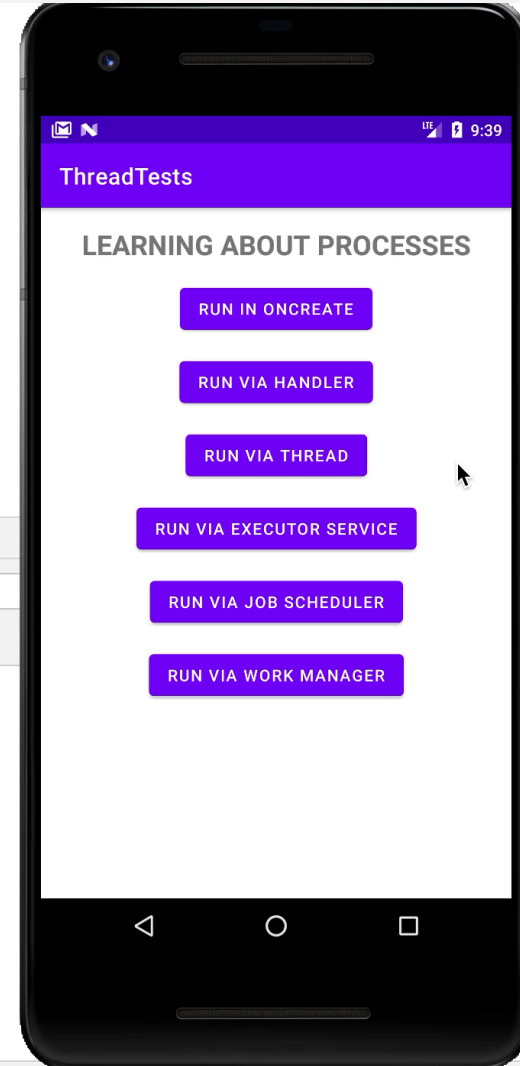 LTE 9:39
ThreadTests
LEARNING ABOUT PROCESSES
RUN IN ONCREATE
RUN VIA HANDLER
RUN VIA THREAD
RUN VIA EXECUTOR SERVICE
RUN VIA JOB SCHEDULER
RUN VIA WORK MANAGER